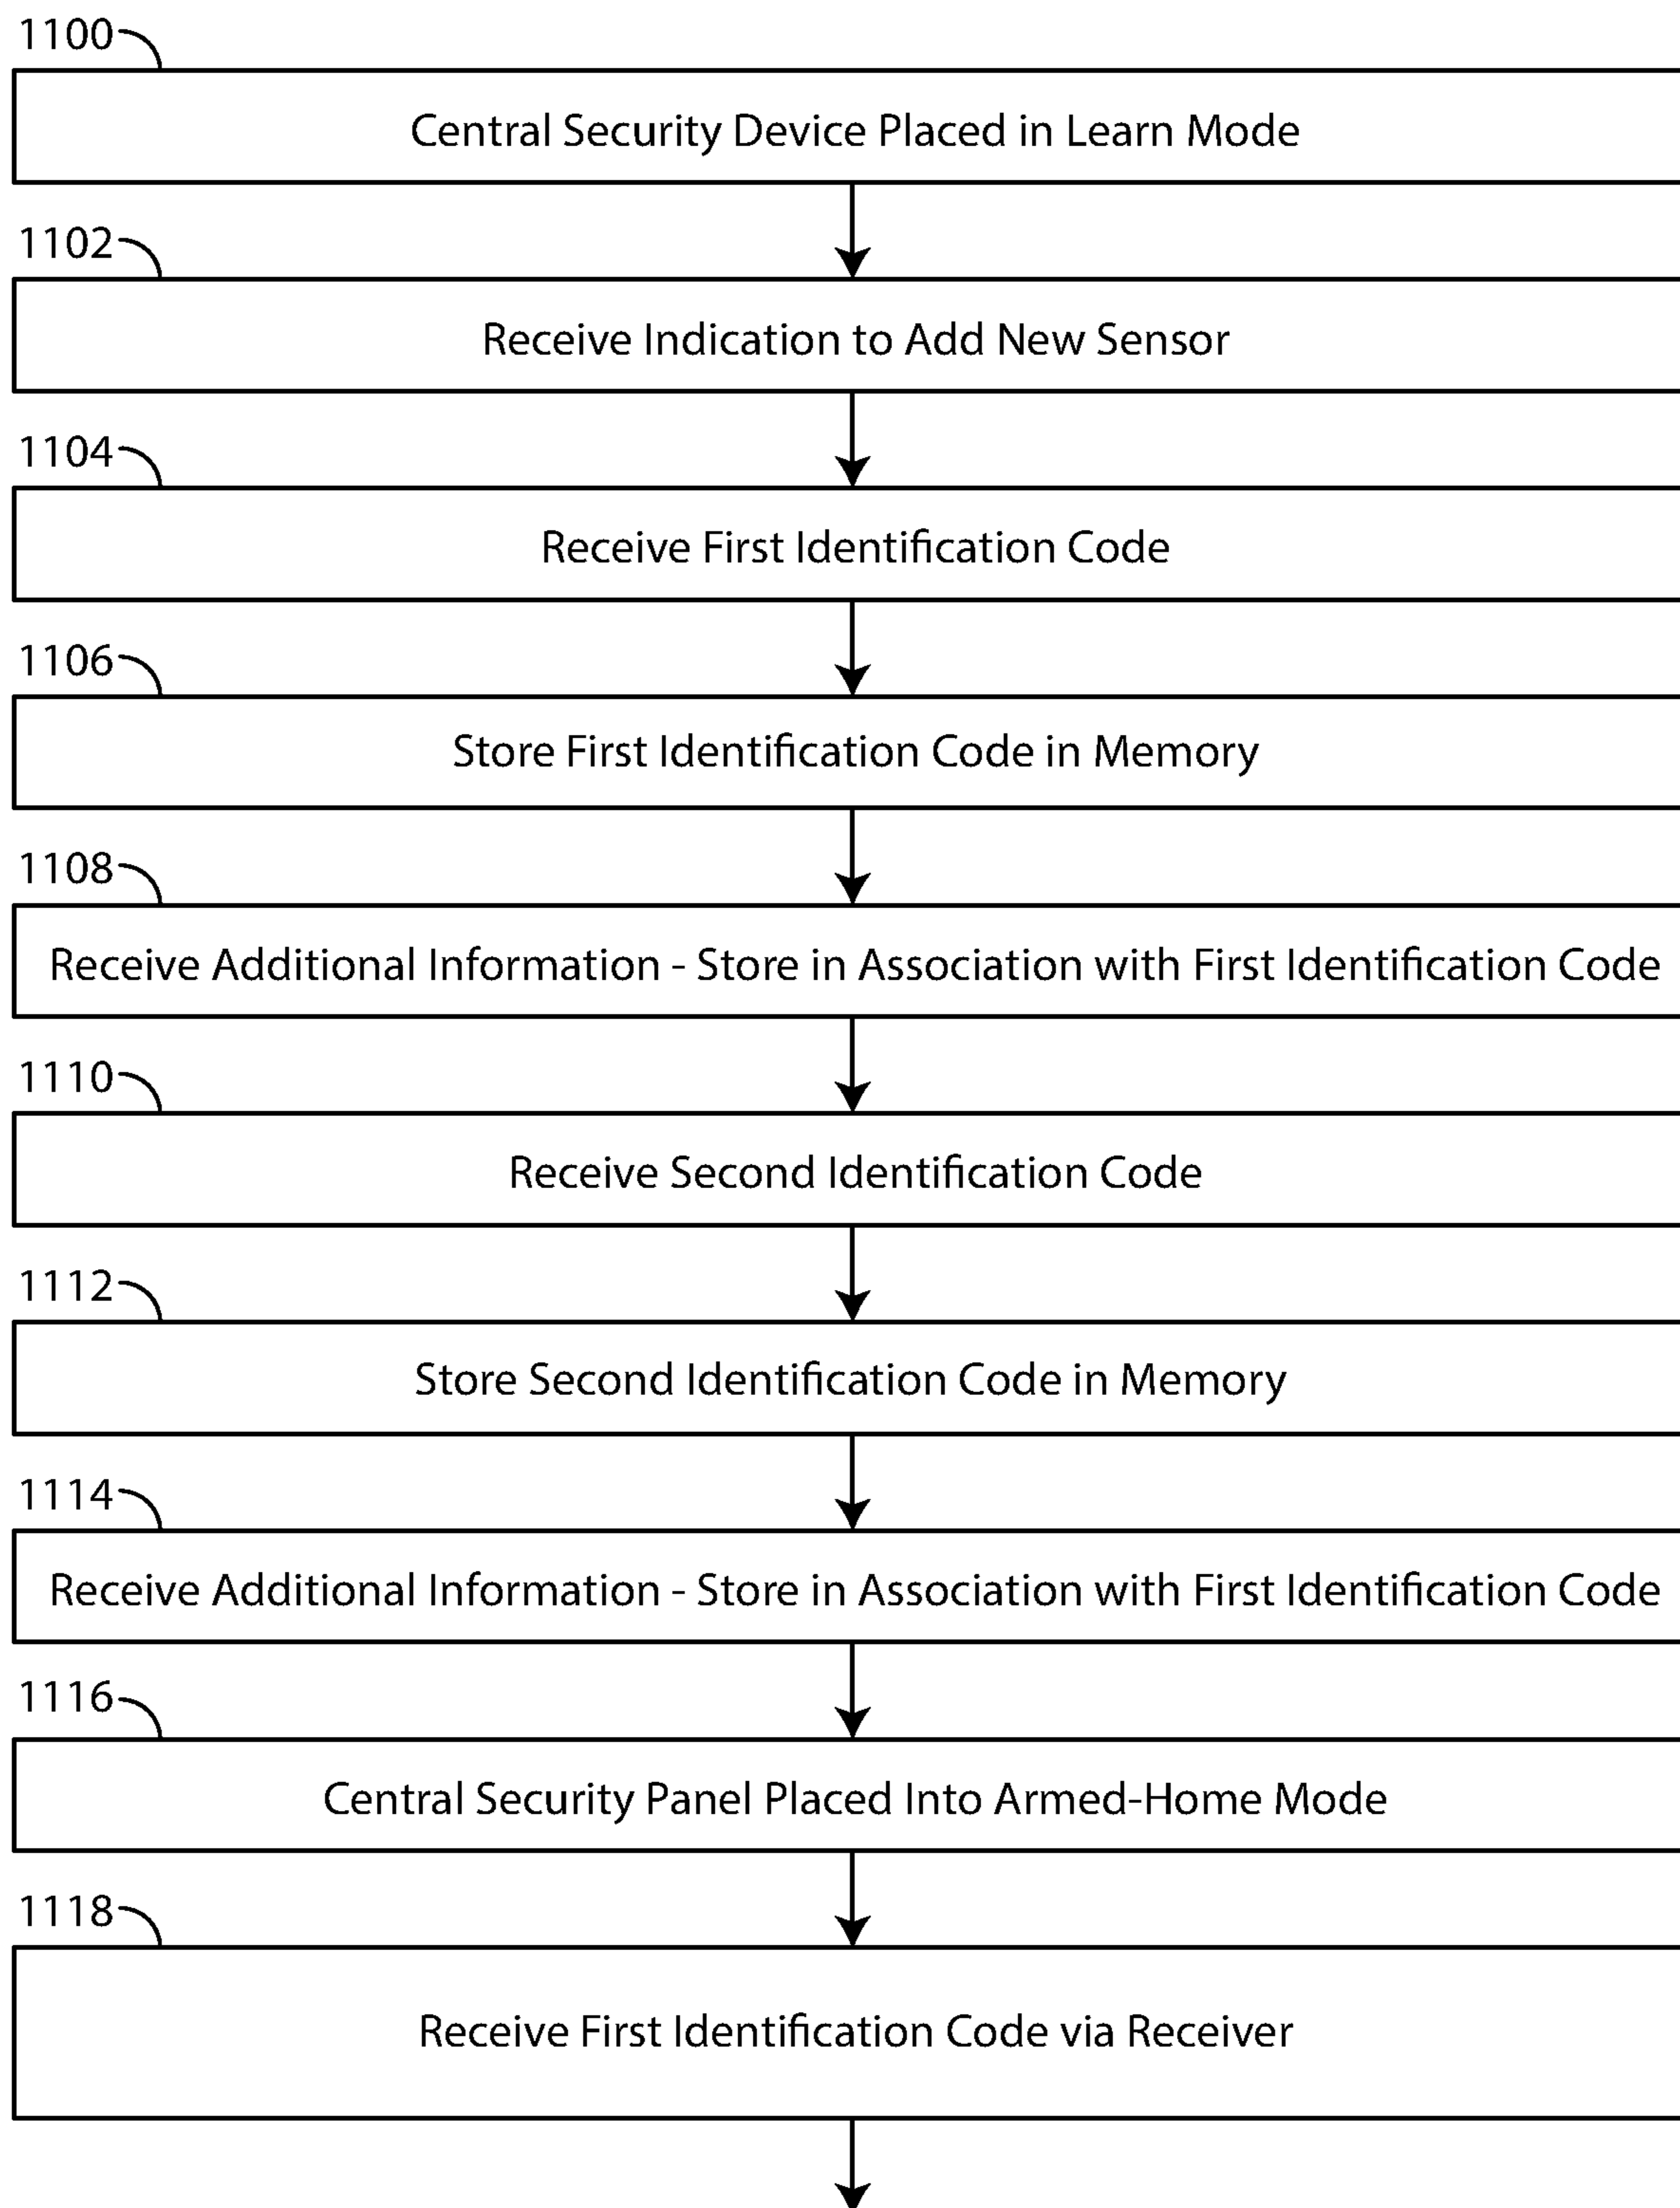 1100
Central Security Device Placed in Learn Mode
1102
Receive Indication to Add New Sensor
1104
Receive First Identification Code
1106
Store First Identification Code in Memory
1108
Receive Additional Information - Store in Association with First Identification Code
1110
Receive Second Identification Code
1112
Store Second Identification Code in Memory
1114
Receive Additional Information - Store in Association with First Identification Code
1116
Central Security Panel Placed Into Armed-Home Mode
1118
Receive First Identification Code via Receiver